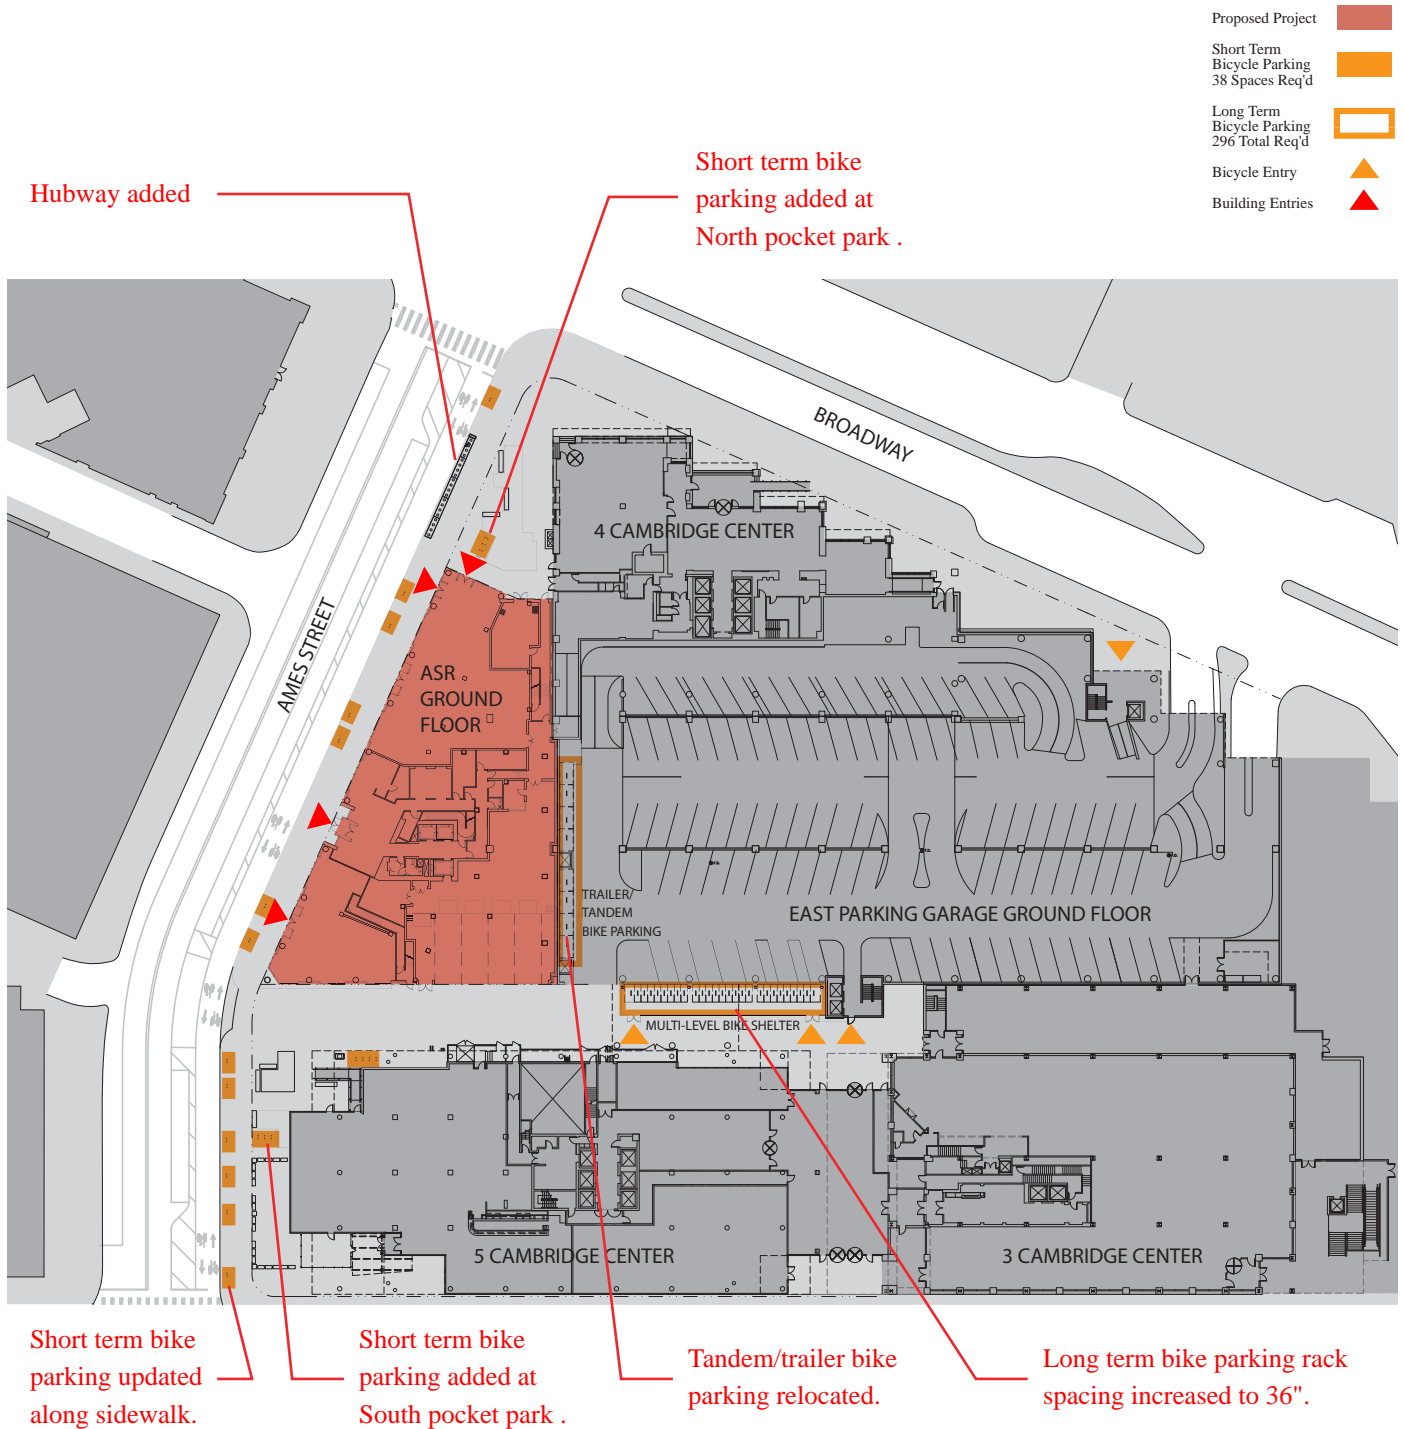 Proposed Project
Short Term
Bicycle Parking
38 Spaces Req'd
Long Term
Bicycle Parking
296 Total Req'd
Bicycle Entry
Building Entries
Hubway added
Short term bike
parking added at
North pocket park .
BROADWAY
4 CAMBRIDGE CENTER
AMES STREET
ASR
GROUND
FLOOR
TRAILER/
TANDEM
BIKE PARKING
EAST PARKING GARAGE GROUND FLOOR
MULTI-LEVEL BIKE SHELTER
5 CAMBRIDGE CENTER
3 CAMBRIDGE CENTER
Short term bike
parking updated
along sidewalk.
Short term bike
parking added at
South pocket park .
Tandem/trailer bike
parking relocated.
Long term bike parking rack
spacing increased to 36".